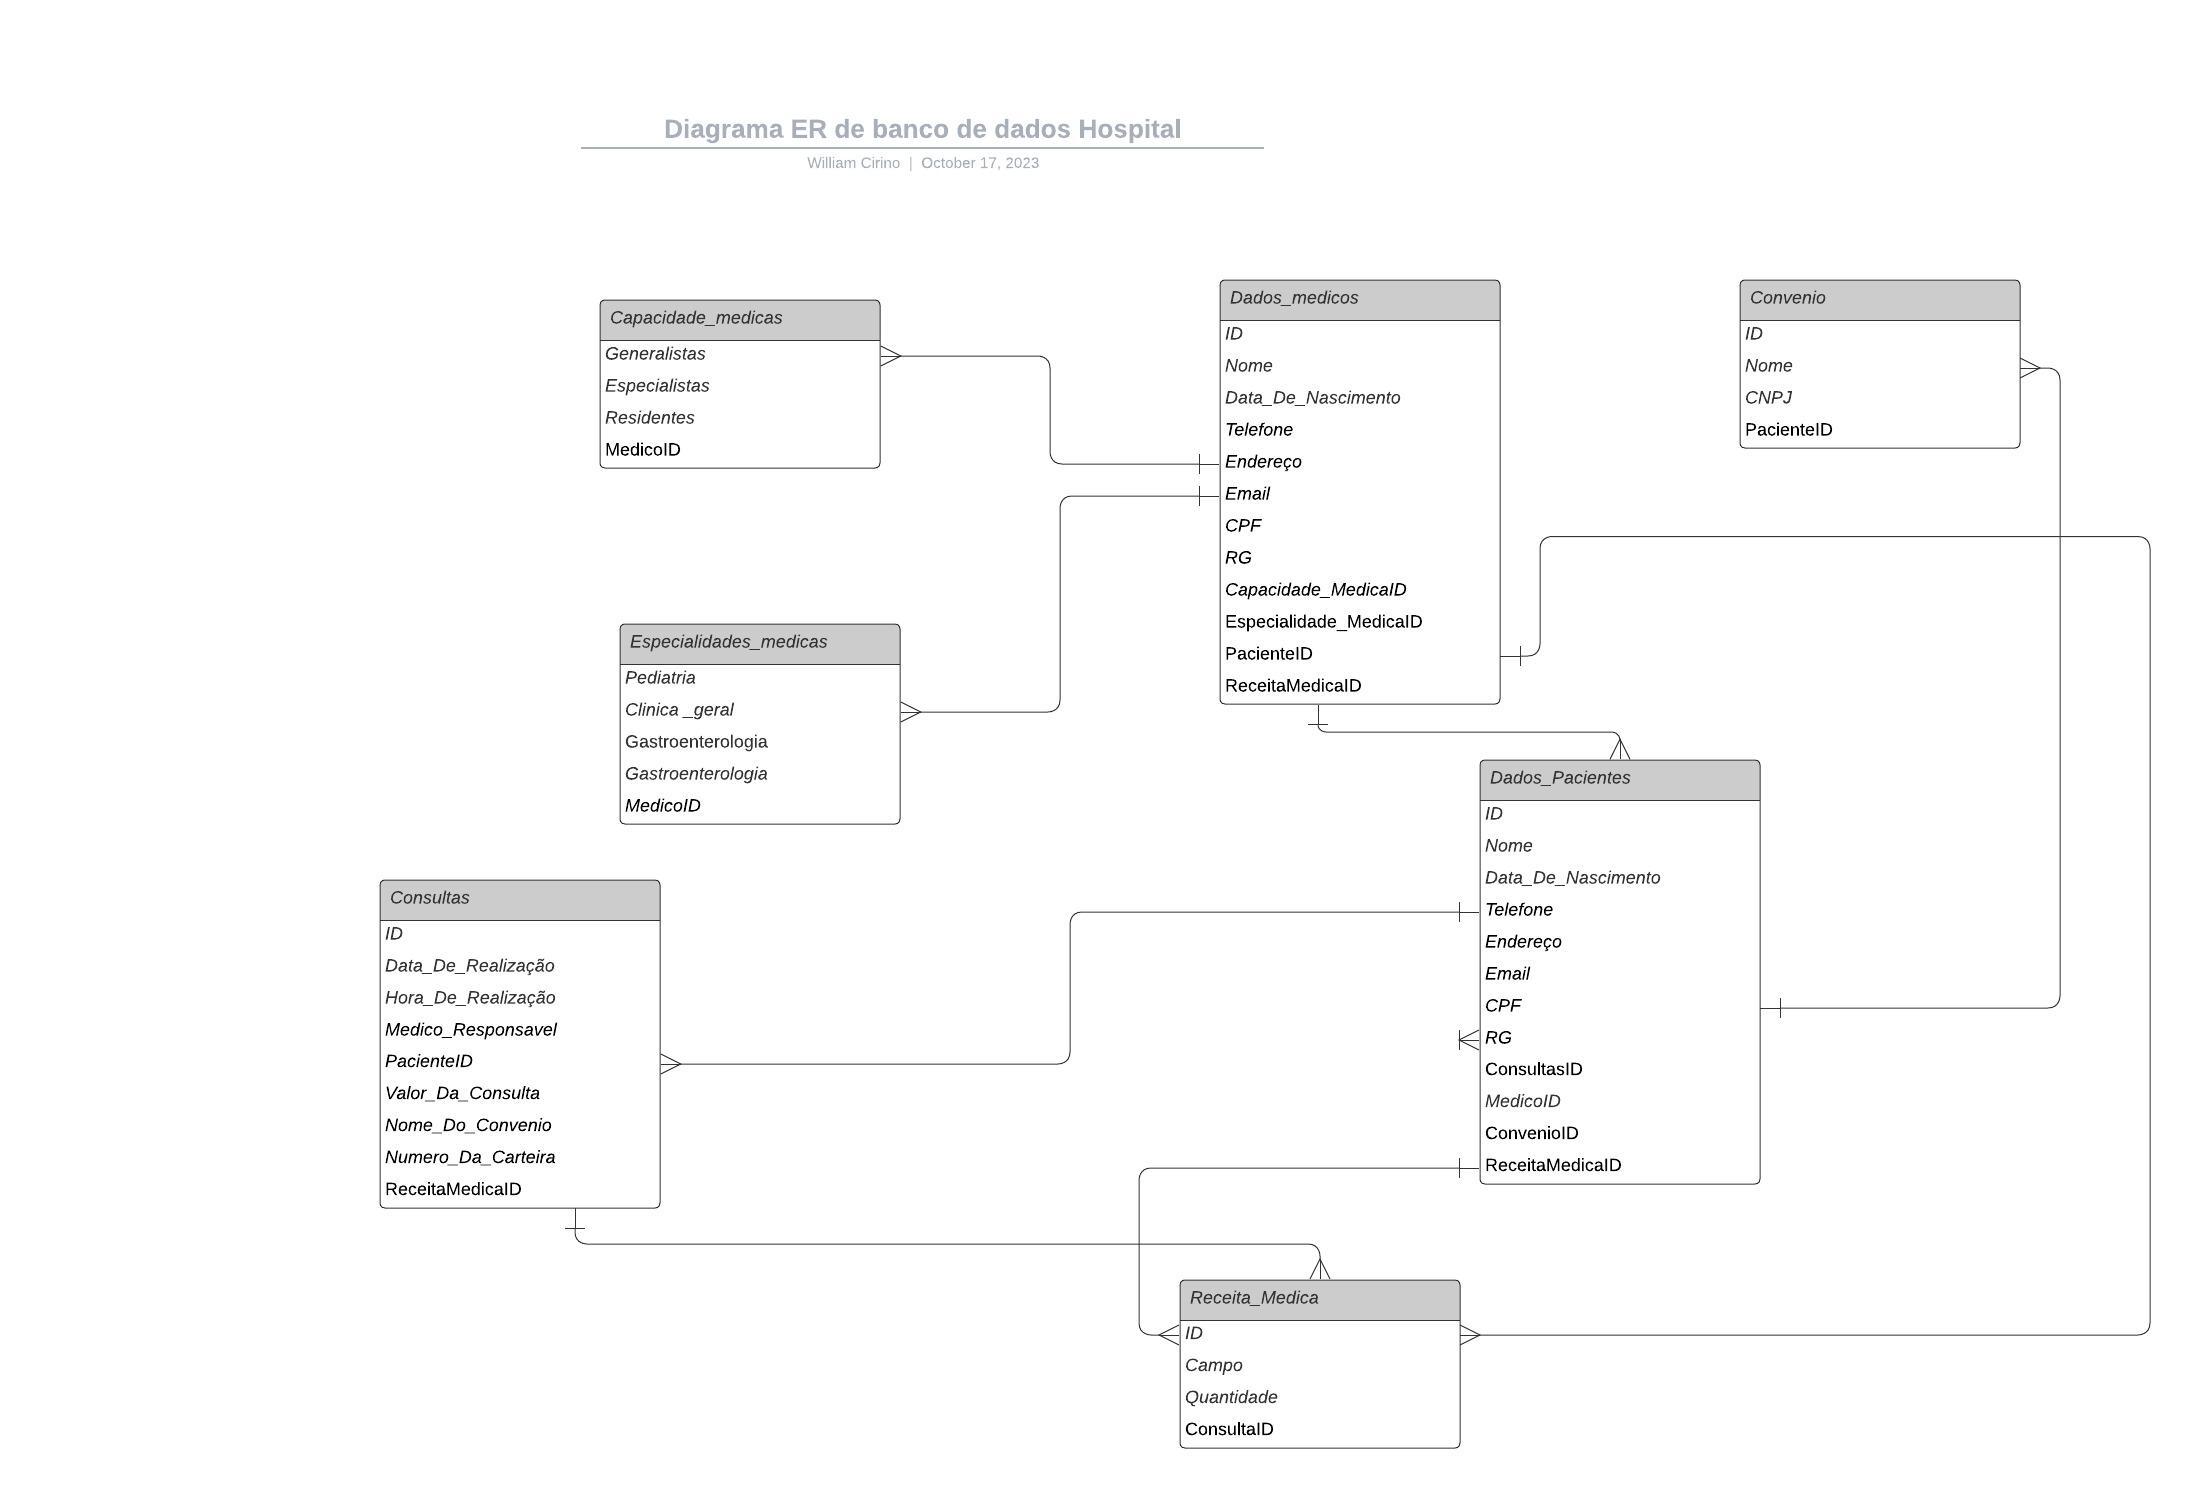 Diagrama ER de banco de dados Hospital
William Cirino | October 17, 2023
Capacidade_medicas
Generalistas
Especialistas
Residentes
MedicoID
Dados_medicos
ID
Nome
Data_De_Nascimento
Telefone
Endereço
Email
CPF
RG
Capacidade_MedicaID
Especialidade_MedicaID
PacienteID
ReceitaMedicaID
Convenio
ID
Nome
CNPJ
PacienteID
Especialidades_medicas
Pediatria
Clinica _geral
Gastroenterologia
Gastroenterologia
MedicoID
Dados_Pacientes
ID
Nome
Data_De_Nascimento
Telefone
Endereço
Email
CPF
RG
ConsultasID
MedicoID
ConvenioID
ReceitaMedicaID
Consultas
ID
Data_De_Realização
Hora_De_Realização
Medico_Responsavel
PacienteID
Valor_Da_Consulta
Nome_Do_Convenio
Numero_Da_Carteira
ReceitaMedicaID
Receita_Medica
ID
Campo
Quantidade
ConsultaID